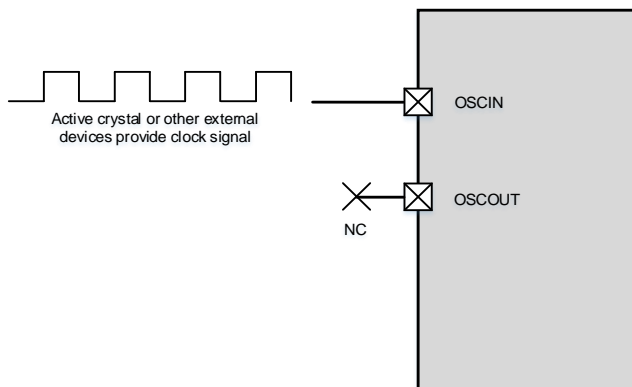 OSCIN
Active crystal or other external
devices provide clock signal
OSCOUT
NC